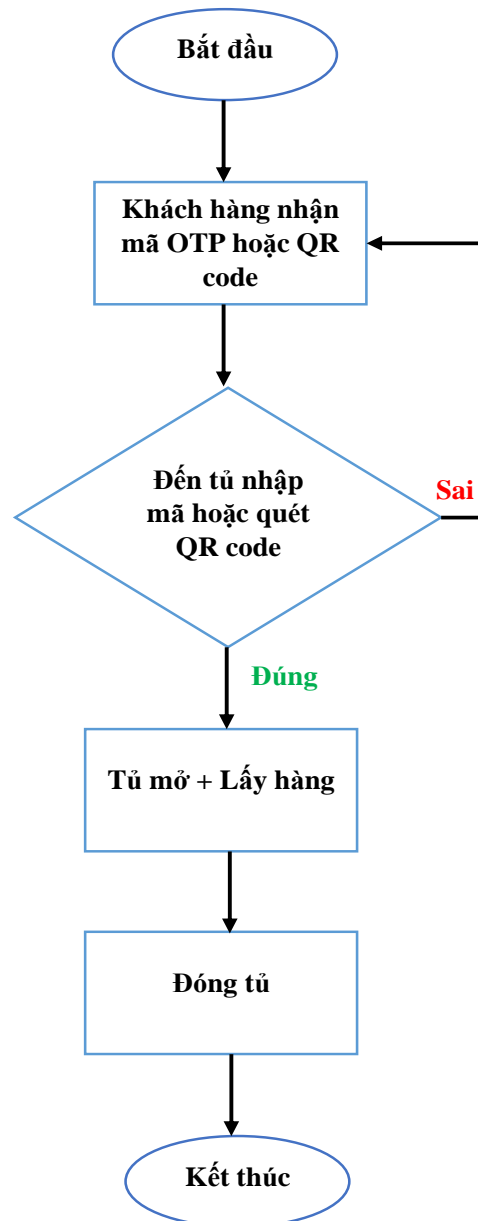 Bắt đầu
Khách hàng nhận
mã OTP hoặc QR
code
Đến tủ nhập
mã hoặc quét
QR code
Sai
Đúng
Tủ mở + Lấy hàng
Đóng tủ
Kết thúc